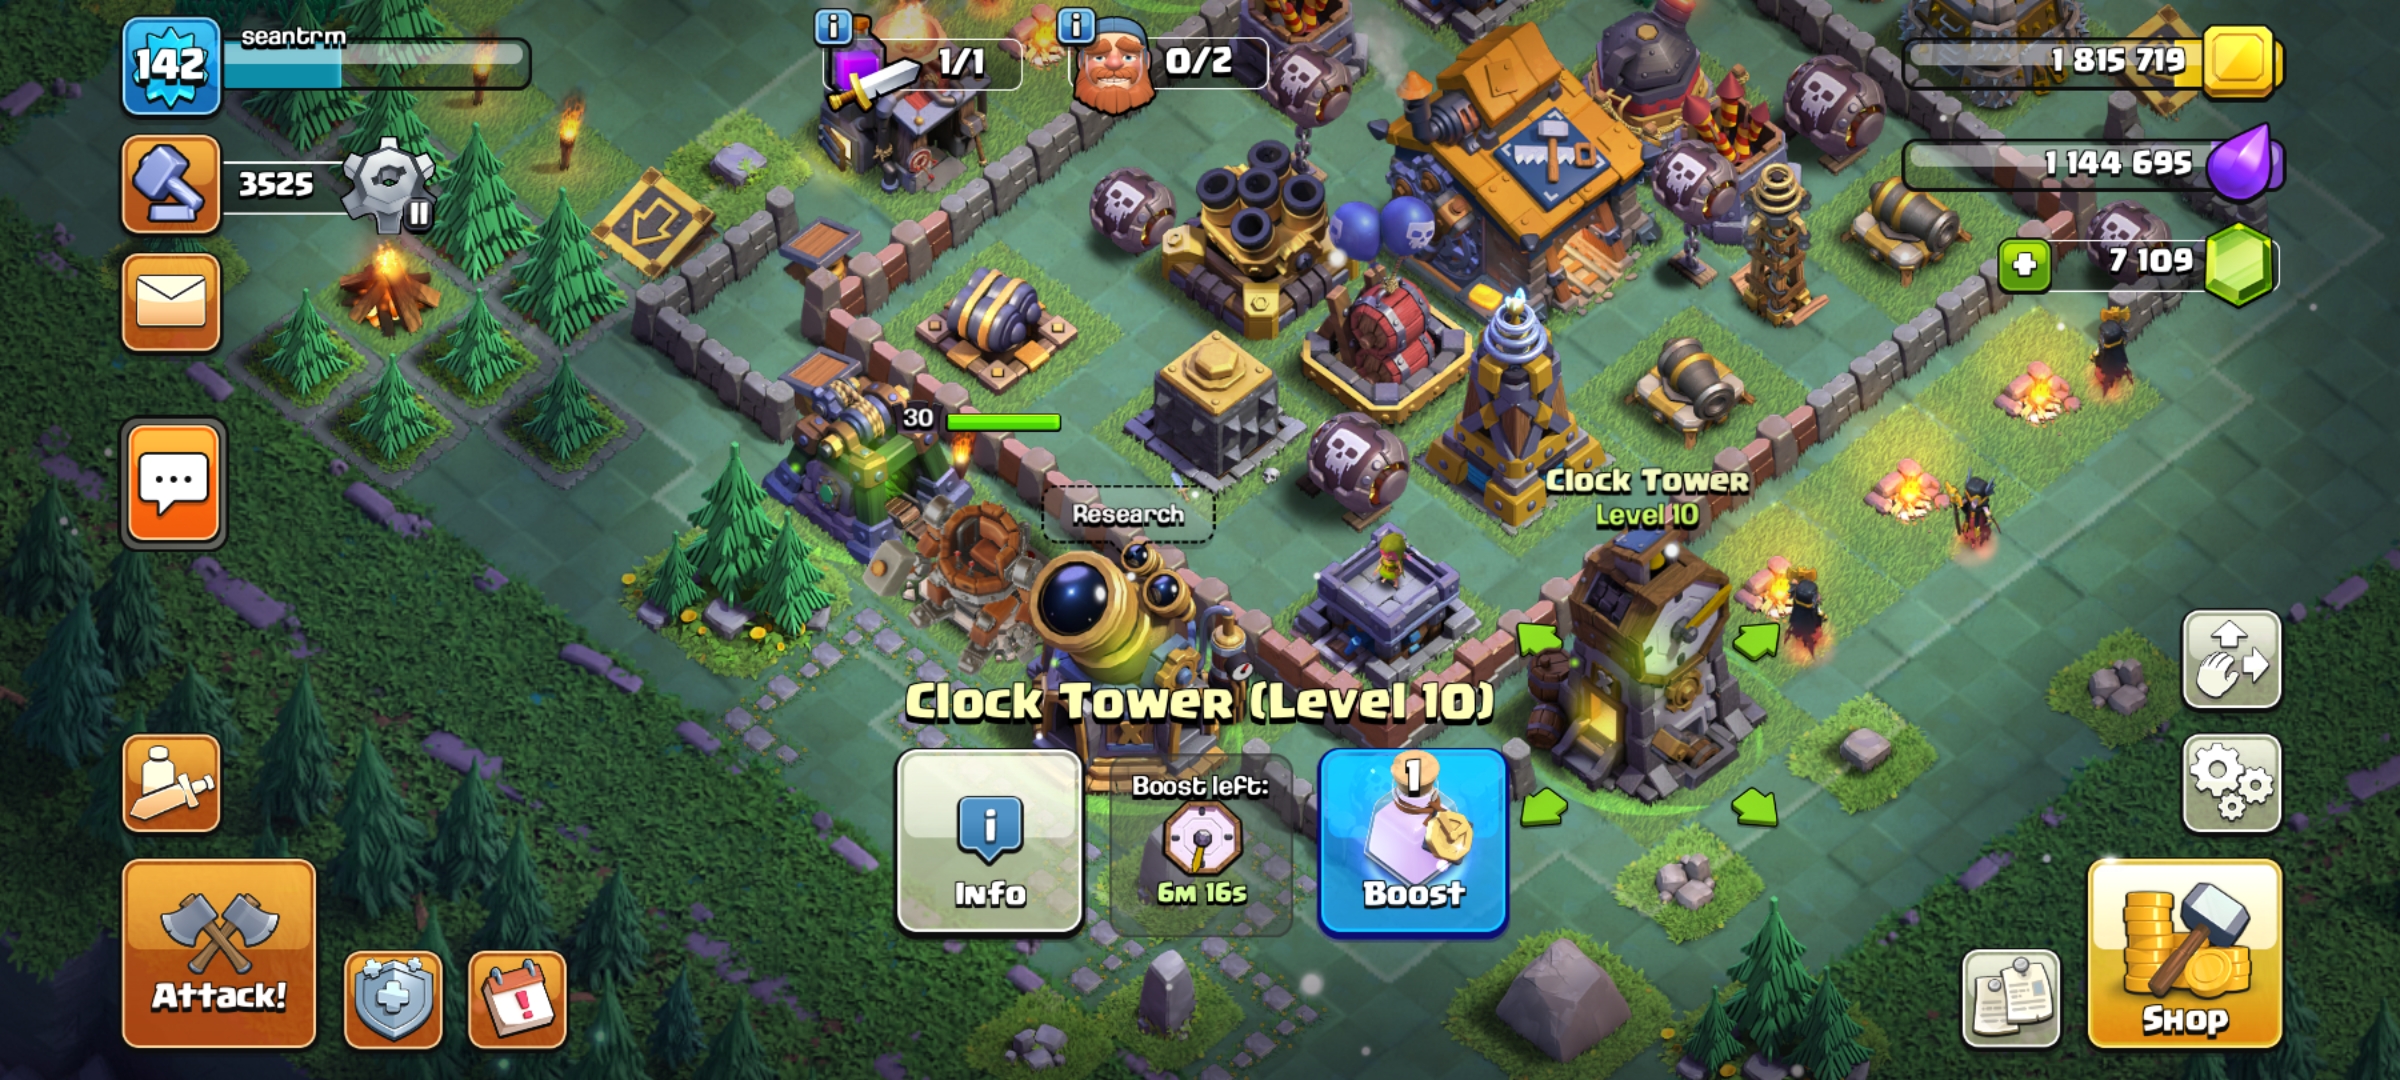 142
seantrm
1/1
0/2
1 815 719
3525
1 144 695
7 109
30
Research
Clock Tower
Level 10
Clock Tower (Level 10)
Info
Boost left:
6m 16s
1
Boost
Attack!
Shop